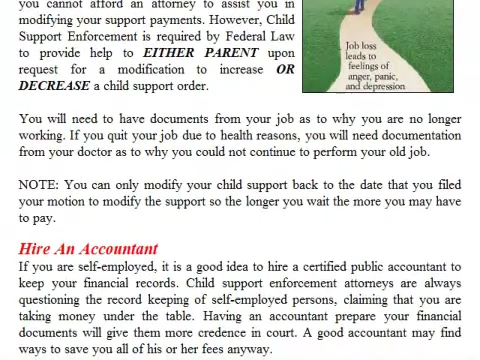 you cannot afford an attorney to assist you in
modifying your support payments. However, Child
Support Enforcement is required by Federal Law
to provide help to EITHER PARENT upon
request for a modification to increase OR
DECREASE a child support order.
Job loss
leads to
feelings of
anger, panic,
and depression
You will need to have documents from your job as to why you are no longer
working. If you quit your job due to health reasons, you will need documentation
from your doctor as to why you could not continue to perform your old job.
NOTE: You can only modify your child support back to the date that you filed
your motion to modify the support so the longer you wait the more you may have
to pay.
Hire An Accountant
If you are self-employed, it is a good idea to hire a certified public accountant to
keep your financial records. Child support enforcement attorneys are always
questioning the record keeping of self-employed persons, claiming that you are
taking money under the table. Having an accountant prepare your financial
documents will give them more credence in court. A good accountant may find
ways to save you all of his or her fees anyway.